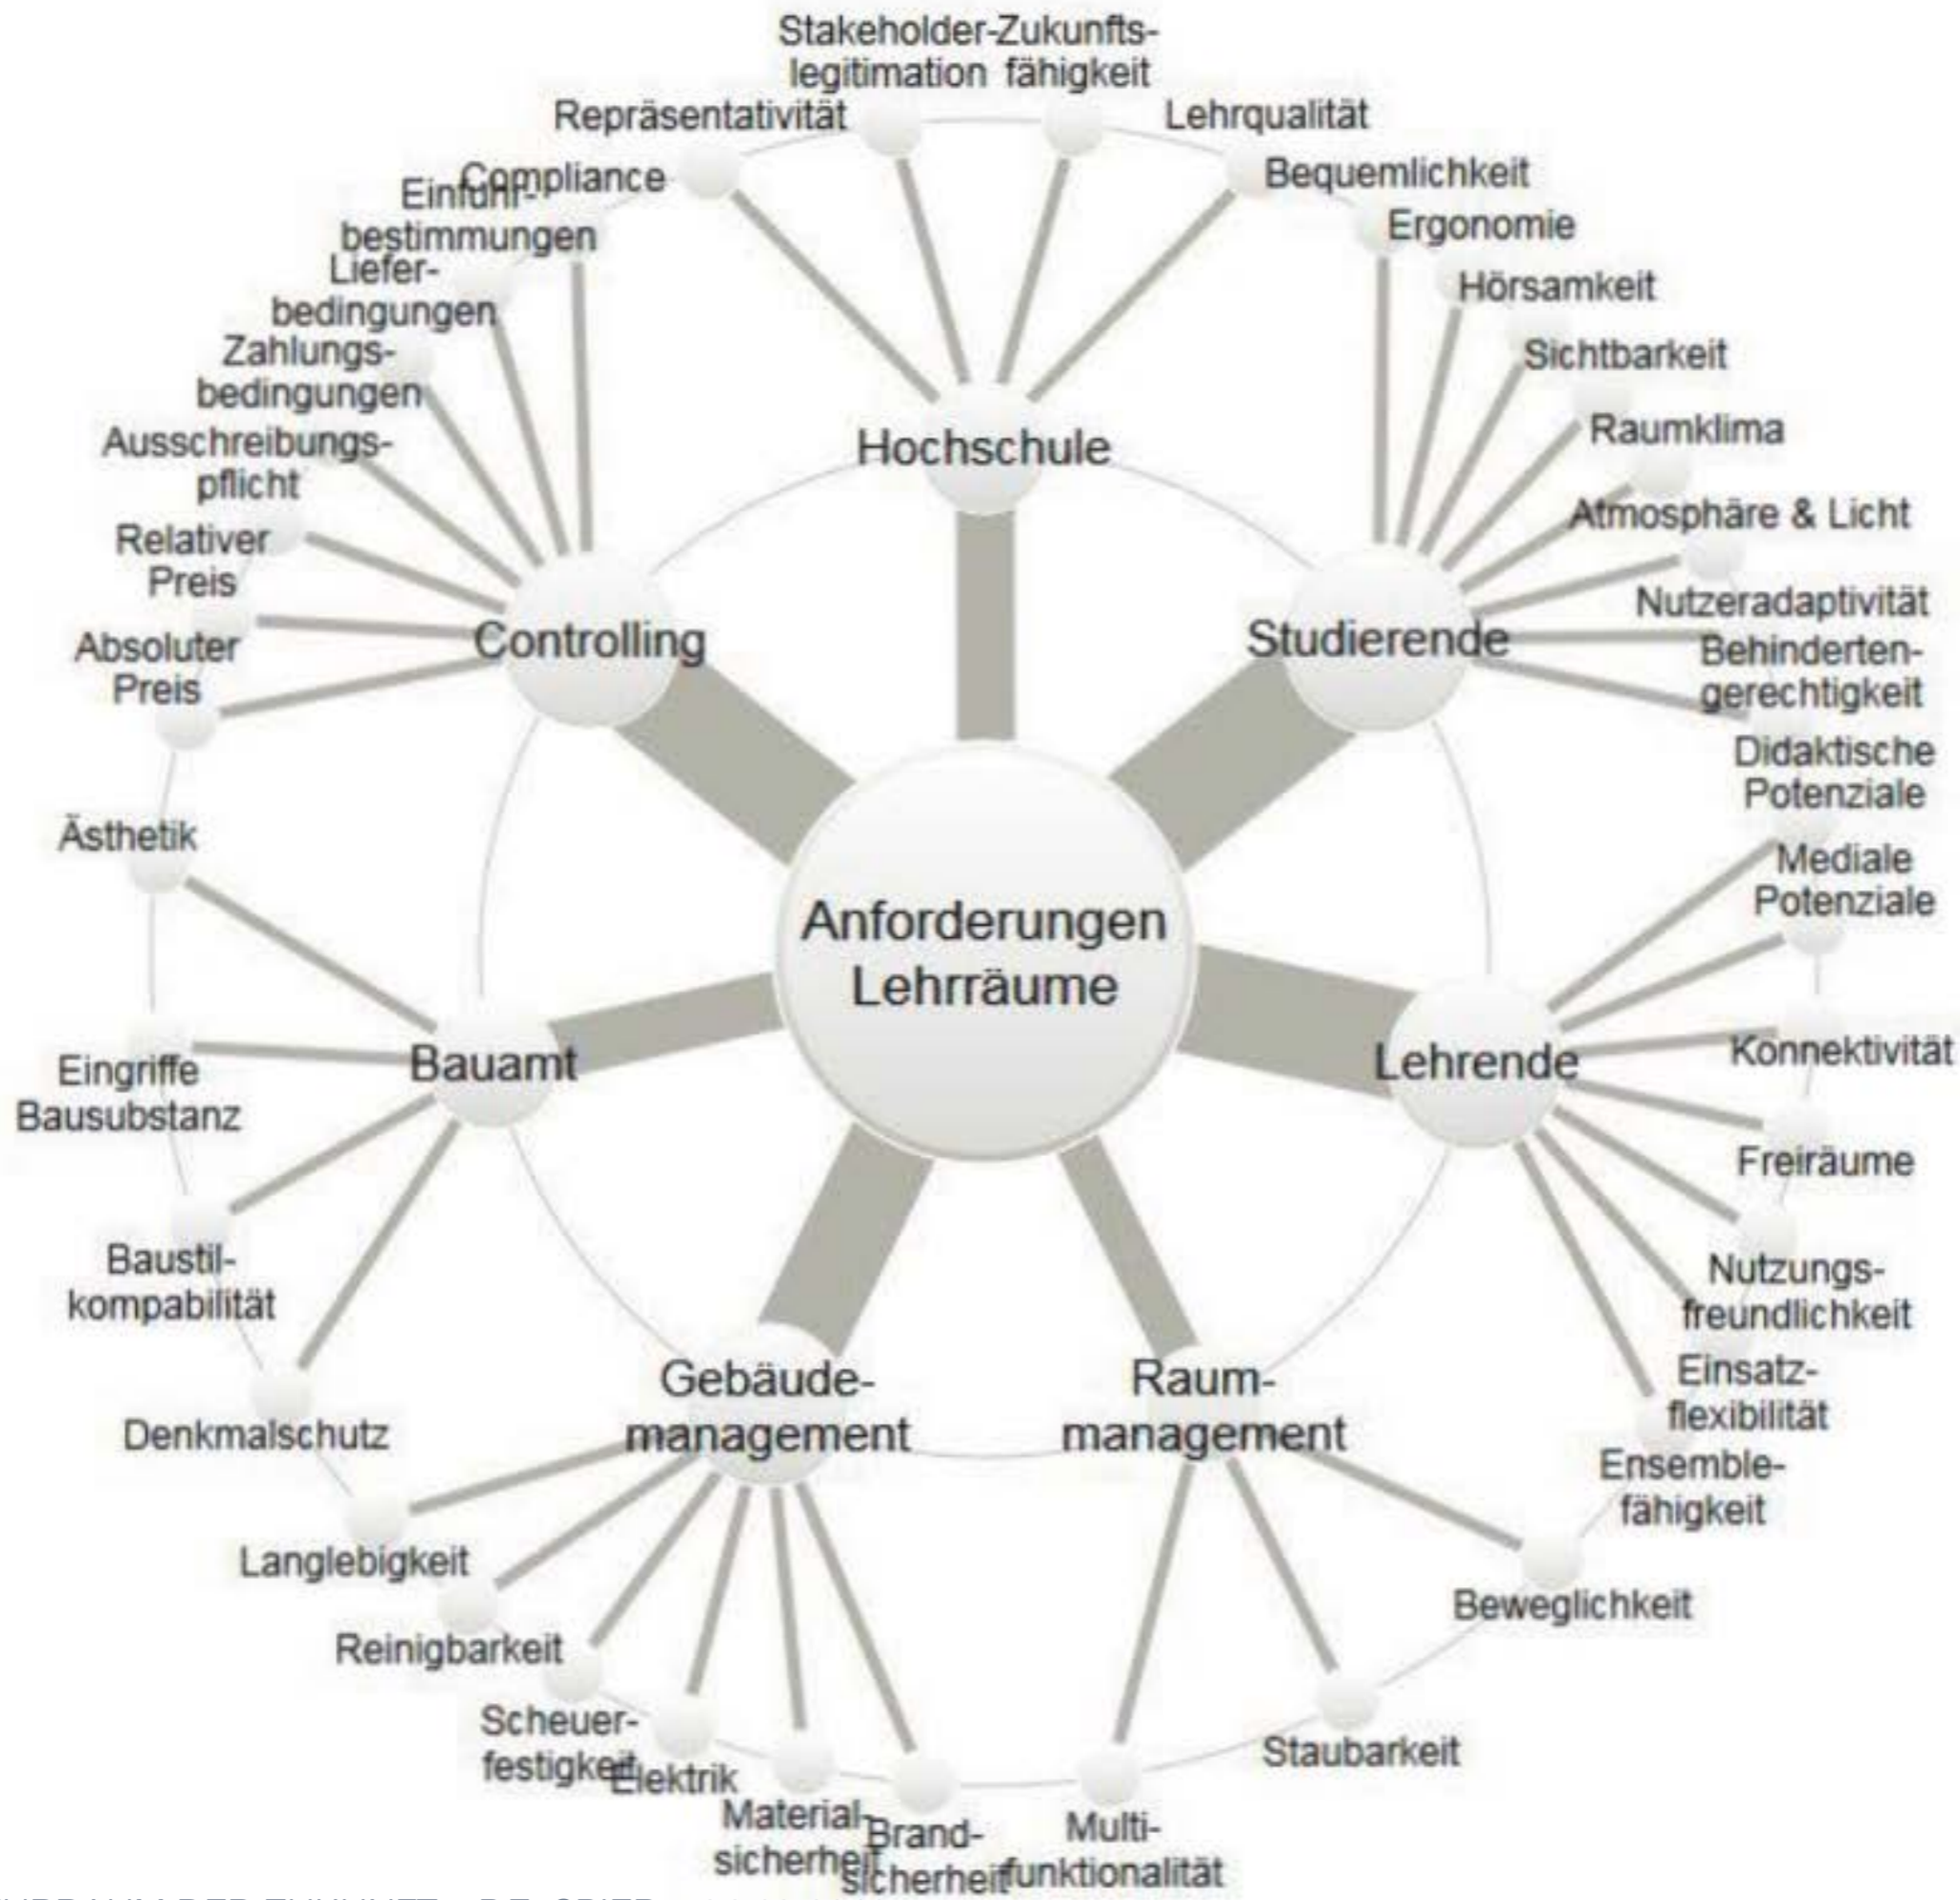 Stakeholder-
legitimation
Zukunfts-
fähigkeit
Repräsentativität
Lehrqualität
Compliance
Bequemlichkeit
Einfuhr-
bestimmungen
Ergonomie
Liefer-
bedingungen
Hörsamkeit
Zahlungs-
bedingungen
Sichtbarkeit
Ausschreibungs-
pflicht
Raumklima
Relativer
Preis
Atmosphäre & Licht
Absoluter
Preis
Nutzeradaptivität
Behinderten-
gerechtigkeit
Hochschule
Controlling
Studierende
Didaktische
Potenziale
Ästhetik
Mediale
Potenziale
Anforderungen
Lehrräume
Bauamt
Lehrende
Konnektivität
Eingriffe
Bausubstanz
Freiräume
Baustil-
kompabilität
Nutzungs-
freundlichkeit
Gebäude-
management
Raum-
management
Einsatz-
flexibilität
Denkmalschutz
Ensemble-
fähigkeit
Langlebigkeit
Beweglichkeit
Reinigbarkeit
Scheuer-
festigkeit
Elektrik
Staubarkeit
Material-
sicherheit
Brand-
sicherheit
Multi-
funktionalität